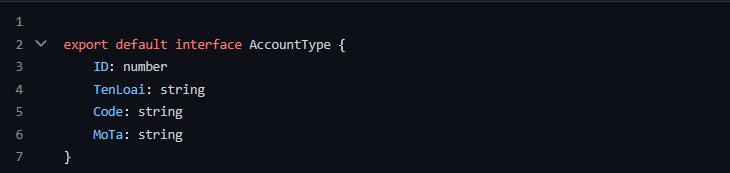 1
2 export default interface AccountType {
3 ID: number
4 TenLoai: string
5 Code: string
6 MoTa: string
7 }